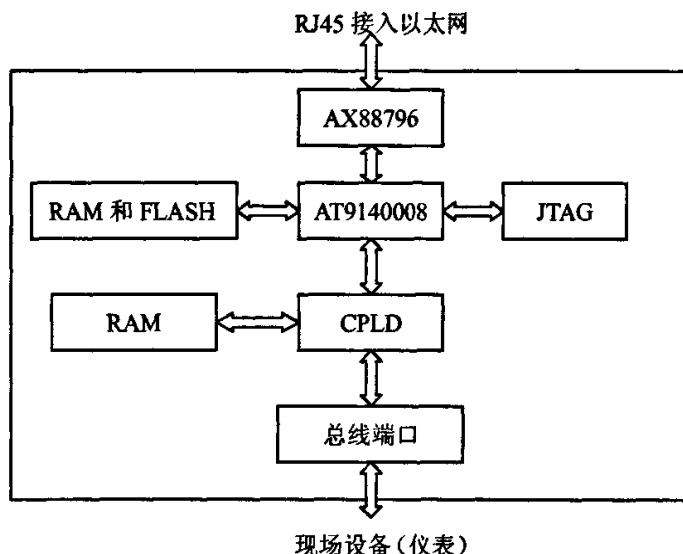 RJ45 接入以太网
AX88796
RAM 和 FLASH
AT9140008
JTAG
RAM
CPLD
总线端口
现场设备(仪表)